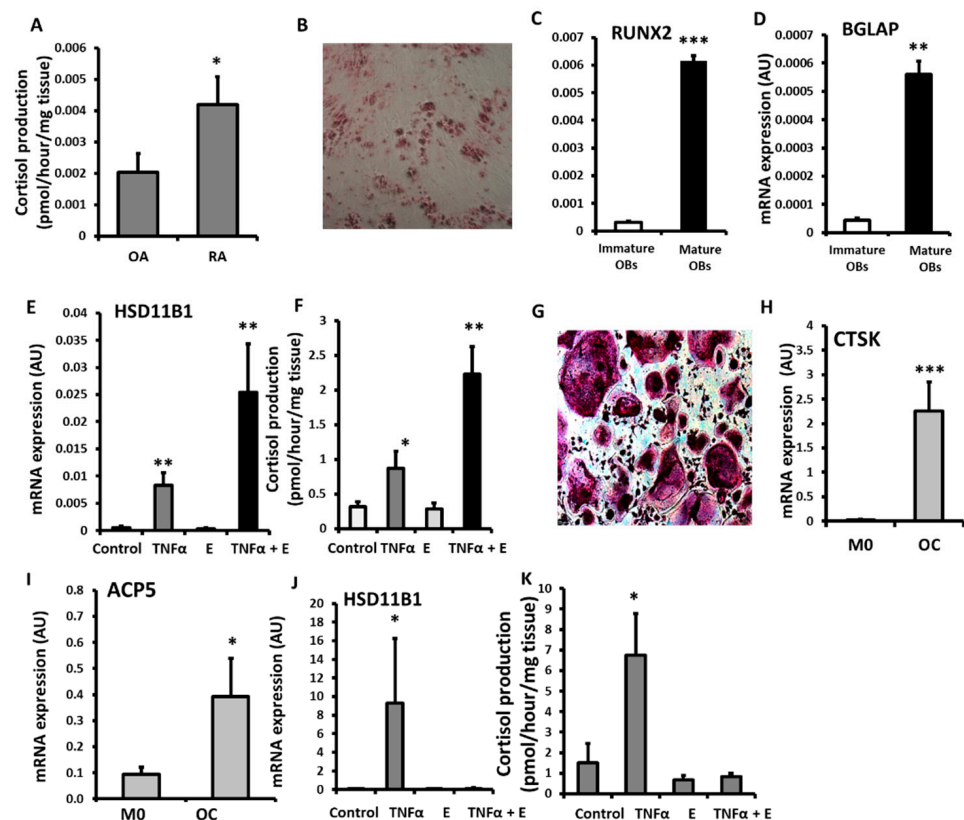 A
Cortisol production
(pmol/hour/mg tissue)
0.006
0.005
0.004
0.003
0.002
0.001
0
*
OA RA
B
C
RUNX2
0.007
0.006
0.005
0.004
0.003
0.002
0.001
0
***
Immature Mature
OBs OBs
D
BGLAP
mRNA expression (AU)
0.0007
0.0006
0.0005
0.0004
0.0003
0.0002
0.0001
0
**
Immature Mature
OBs OBs
E
HSD11B1
mRNA expression (AU)
0.04
0.035
0.03
0.025
0.02
0.015
0.01
0.005
0
**
**
Control TNFα E TNFα + E
F
Cortisol production
(pmol/hour/mg tissue)
3
2.5
2
1.5
1
0.5
0
*
**
Control TNFα E TNFα + E
G
H
CTSK
mRNA expression (AU)
4
3.5
3
2.5
2
1.5
1
0.5
0
***
M0 OC
I
ACP5
mRNA expression (AU)
0.8
0.7
0.6
0.5
0.4
0.3
0.2
0.1
0.0
*
M0 OC
J
HSD11B1
mRNA expression (AU)
20
18
16
14
12
10
8
6
4
2
0
*
Control TNFα E TNFα + E
K
Cortisol production
(pmol/hour/mg tissue)
10
9
8
7
6
5
4
3
2
1
0
*
Control TNFα E TNFα + E